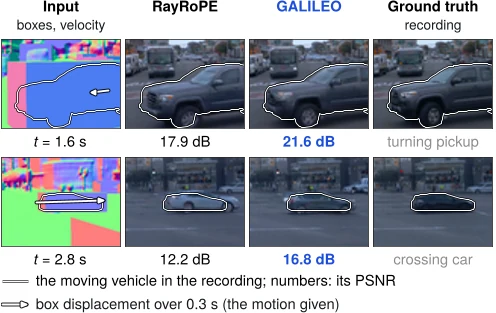 Input RayRoPE GALILEO Ground truth
boxes, velocity recording
t = 1.6 s 17.9 dB 21.6 dB turning pickup
t = 2.8 s 12.2 dB 16.8 dB crossing car
the moving vehicle in the recording; numbers: its PSNR
box displacement over 0.3 s (the motion given)